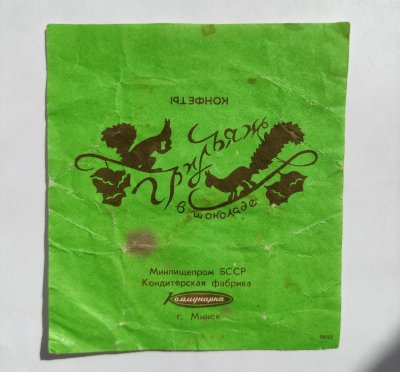 КОНФЕТЫ
Грильяж
в шоколаде
Минпищепром БССР
Кондитерская фабрика
Коммунарка
г. Минск